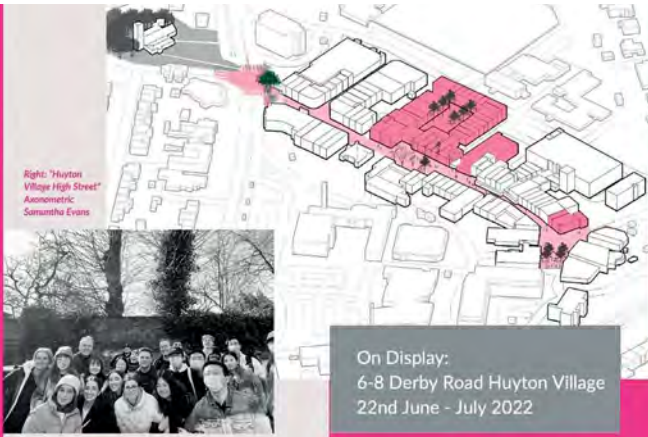 Right: "Huyton
Village High Street"
Axonometric
Samantha Evans
On Display:
6-8 Derby Road Huyton Village
22nd June - July 2022